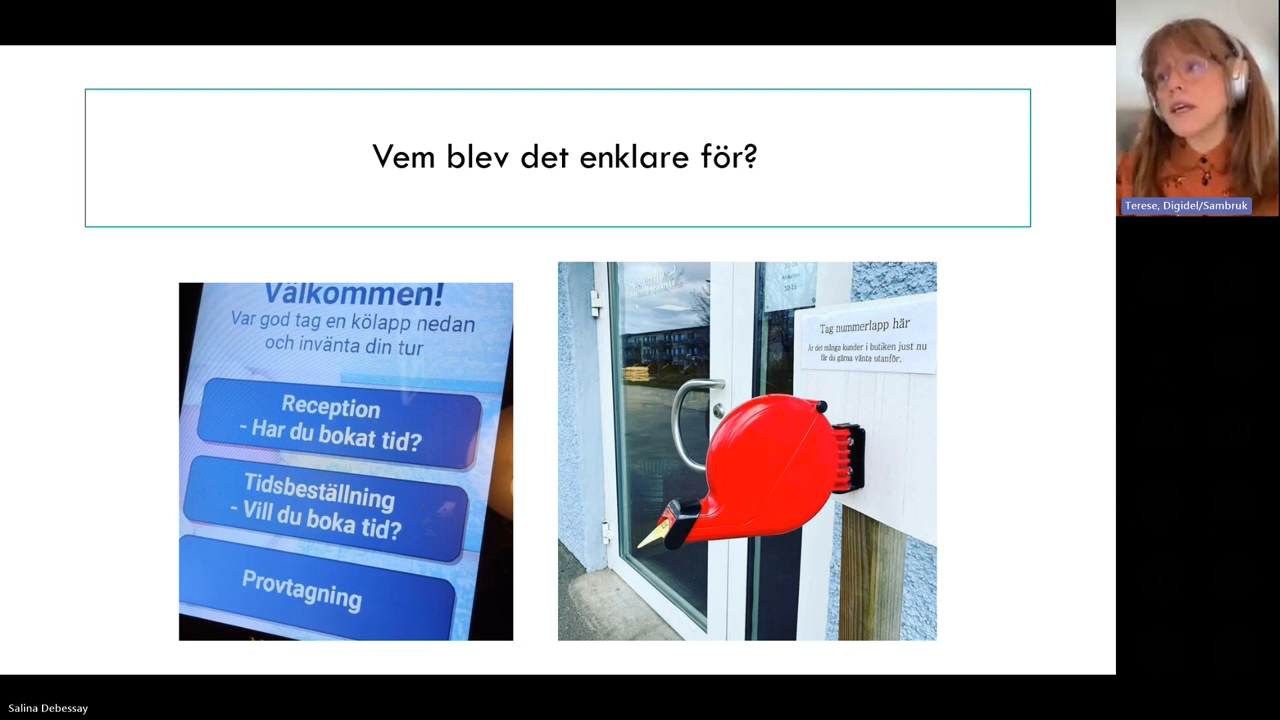 Vem blev det enklare för?
Välkommen!
Var god tag en kölapp nedan
och invänta din tur
Reception
- Har du bokat tid?
Tidsbeställning
- Vill du boka tid?
Provtagning
Tag nummerlapp här
Är det många kunder i butiken just nu
får du gärna vänta utanför.
Terese, Digidel/Sambruk
Salina Debessay